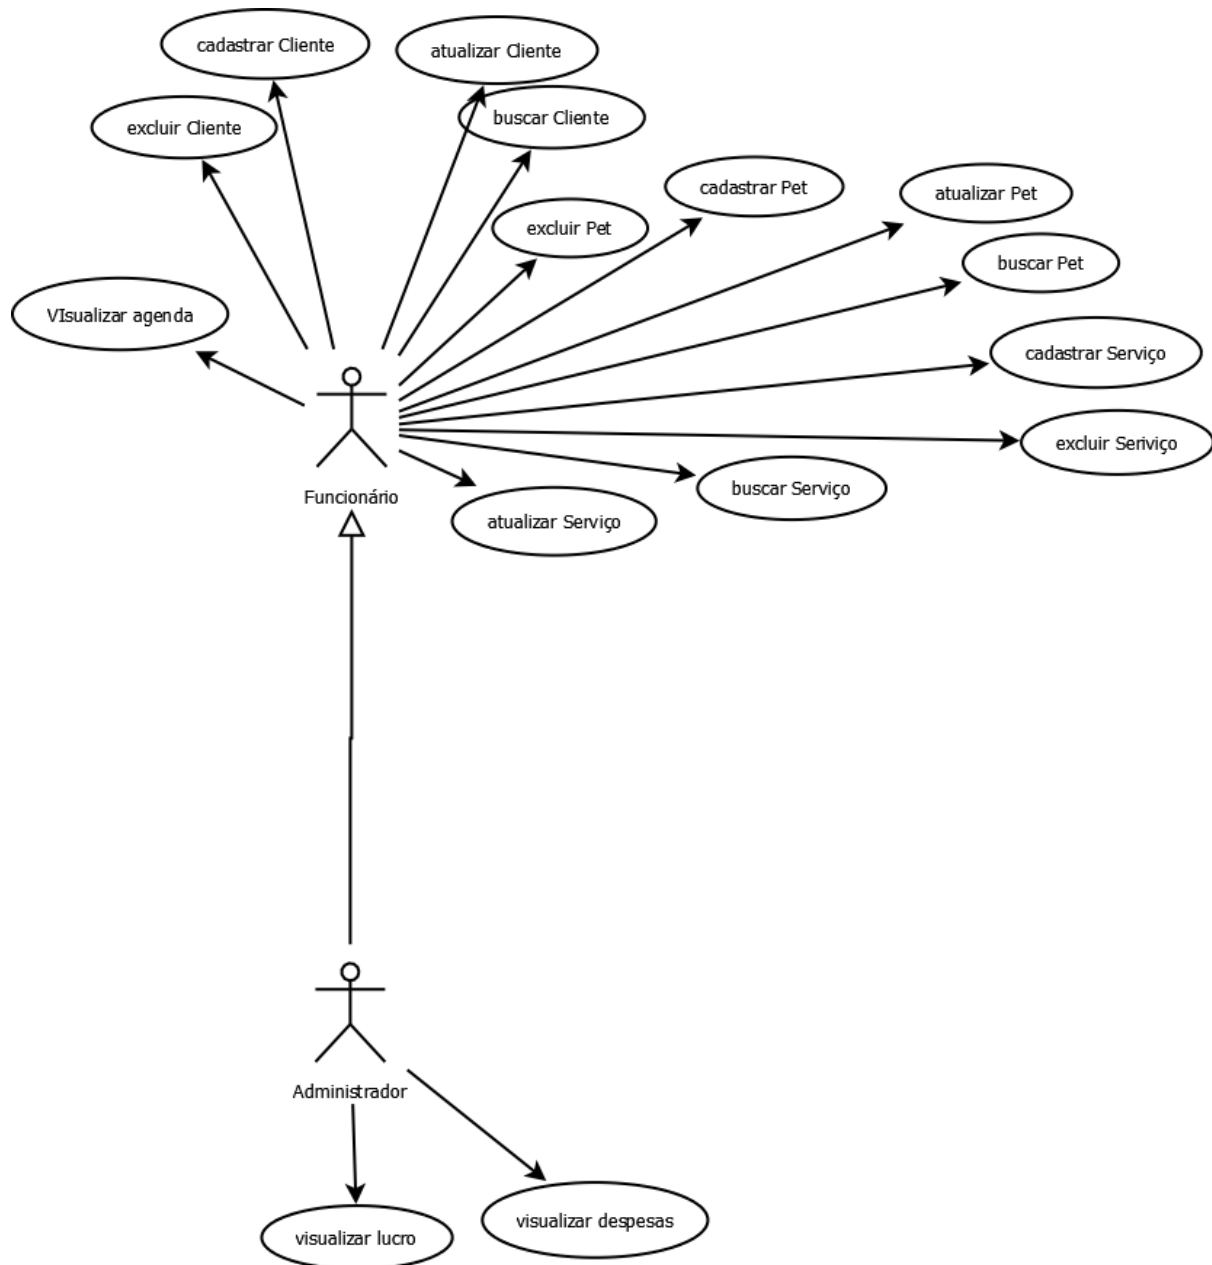 cadastrar Cliente
atualizar Cliente
buscar Cliente
excluir Cliente
cadastrar Pet
atualizar Pet
excluir Pet
buscar Pet
VIsualizar agenda
cadastrar Serviço
excluir Seriviço
buscar Serviço
Funcionário
atualizar Serviço
Administrador
visualizar despesas
visualizar lucro